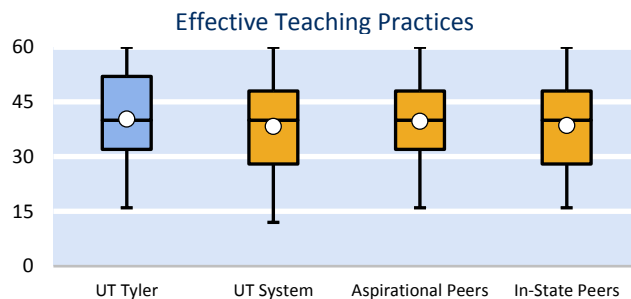 Effective Teaching Practices
60
45
30
15
0
UT Tyler
UT System
Aspirational Peers
In-State Peers